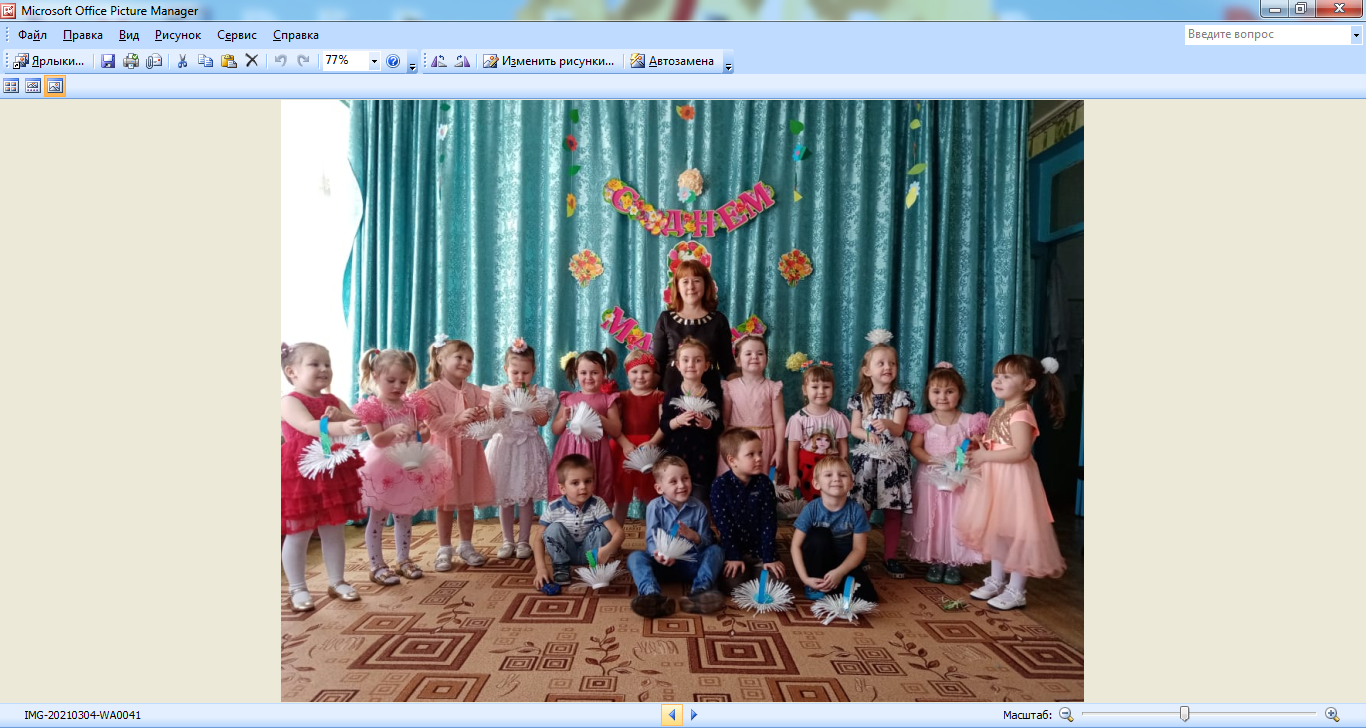 Microsoft Office Picture Manager
Файл Правка Вид Рисунок Сервис Справка
Введите вопрос
Ярлыки... 77% Изменить рисунки... Автозамена
С ДНЕМ
МА
IMG-20210304-WA0041
Масштаб: